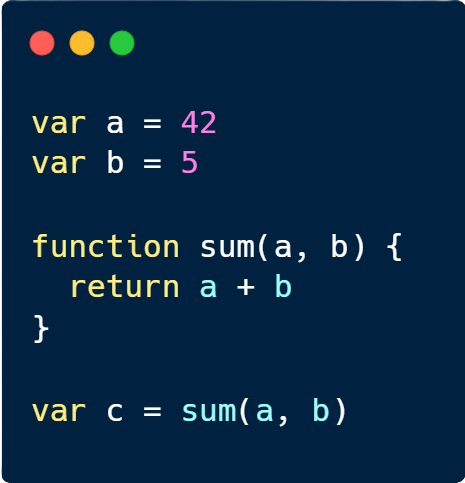 var a = 42
var b = 5
function sum(a, b) {
  return a + b
}
var c = sum(a, b)